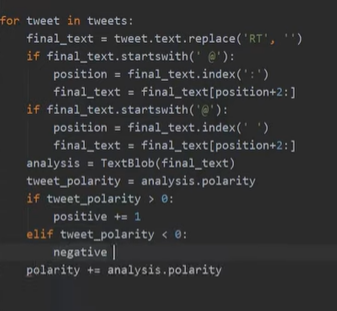 for tweet in tweets:
    final_text = tweet.text.replace('RT', '')
    if final_text.startswith(' @'):
        position = final_text.index(':')
        final_text = final_text[position+2:]
    if final_text.startswith('@'):
        position = final_text.index(' ')
        final_text = final_text[position+2:]
    analysis = TextBlob(final_text)
    tweet_polarity = analysis.polarity
    if tweet_polarity > 0:
        positive += 1
    elif tweet_polarity < 0:
        negative
    polarity += analysis.polarity